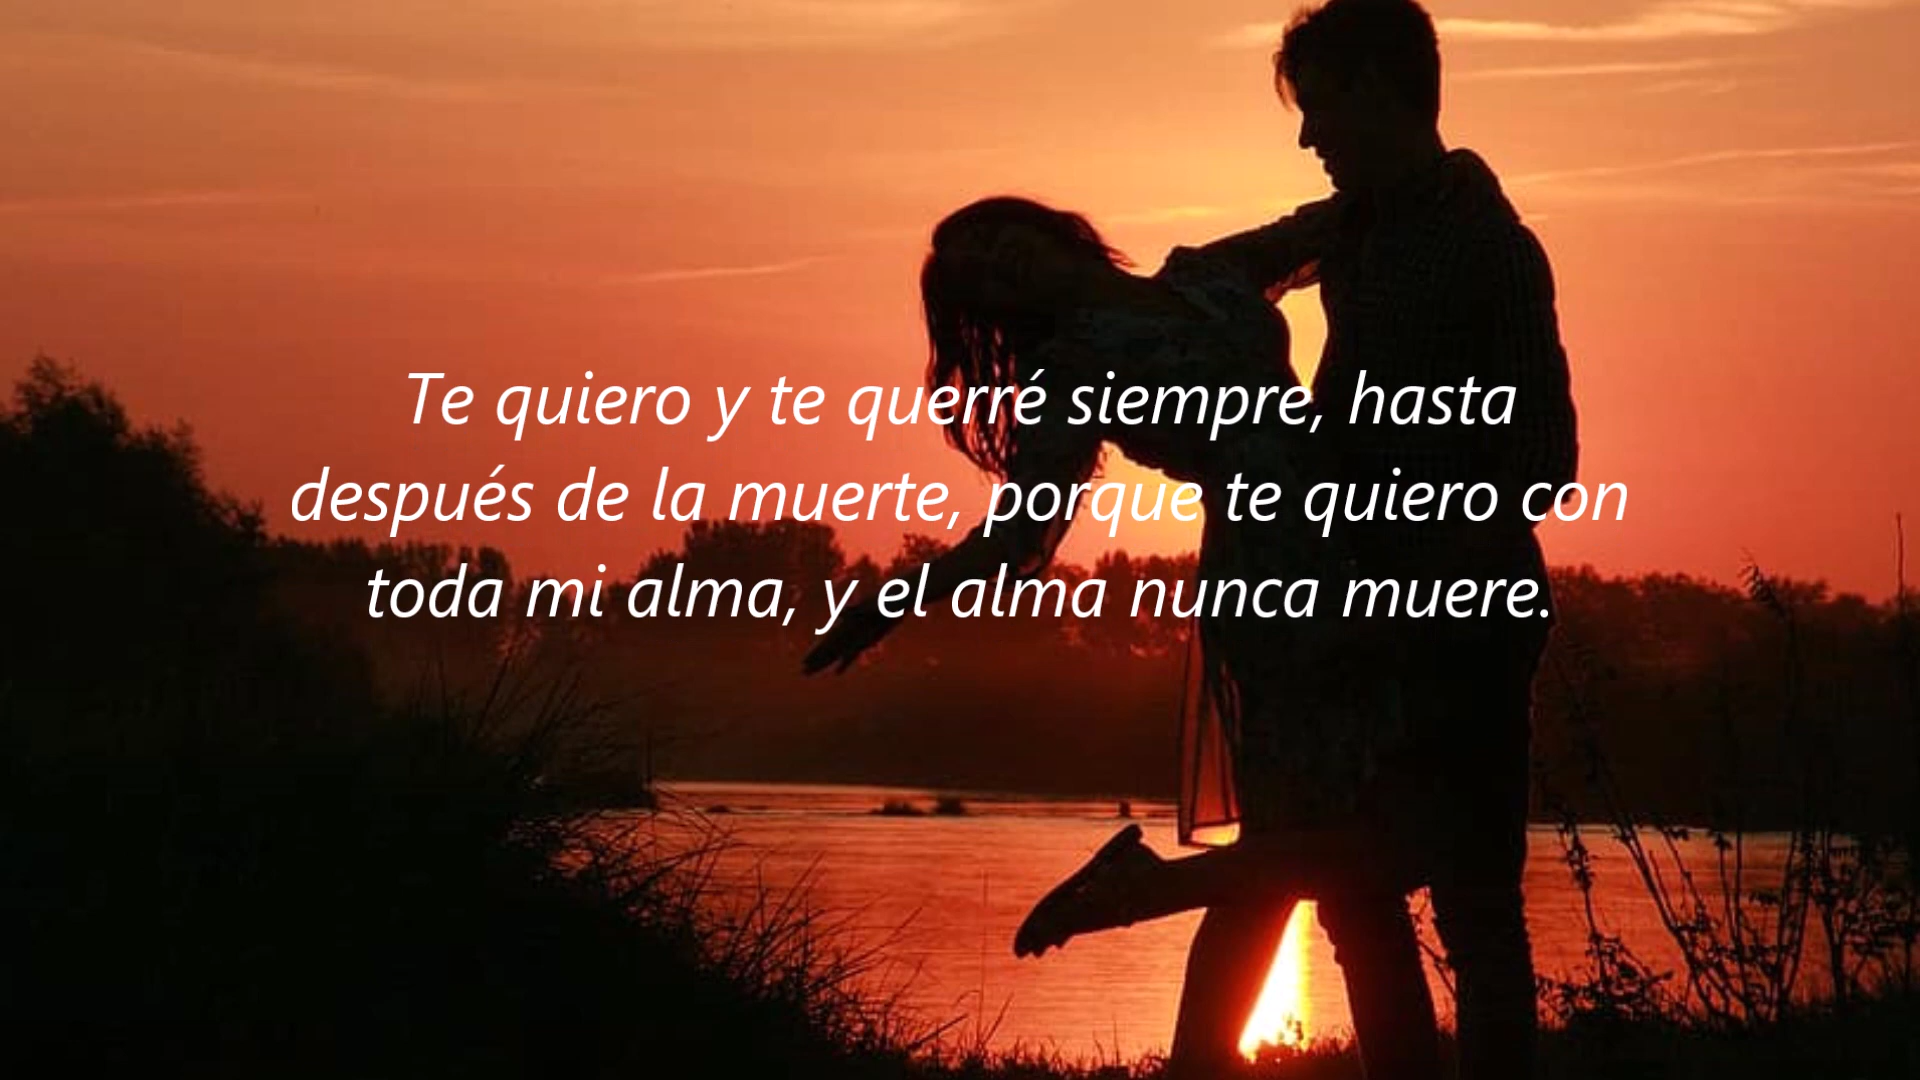 Te quiero y te querré siempre, hasta
después de la muerte, porque te quiero con
toda mi alma, y el alma nunca muere.